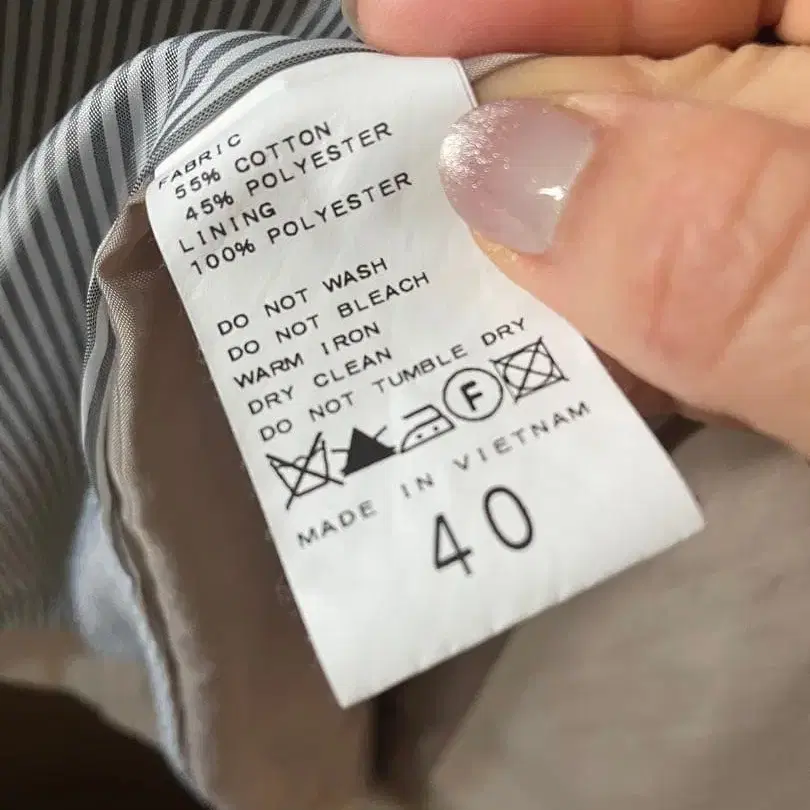 FABRIC
55% COTTON
45% POLYESTER
LINING
100% POLYESTER
DO NOT WASH
DO NOT BLEACH
WARM IRON
DRY CLEAN
DO NOT TUMBLE DRY
F
MADE IN VIETNAM
40